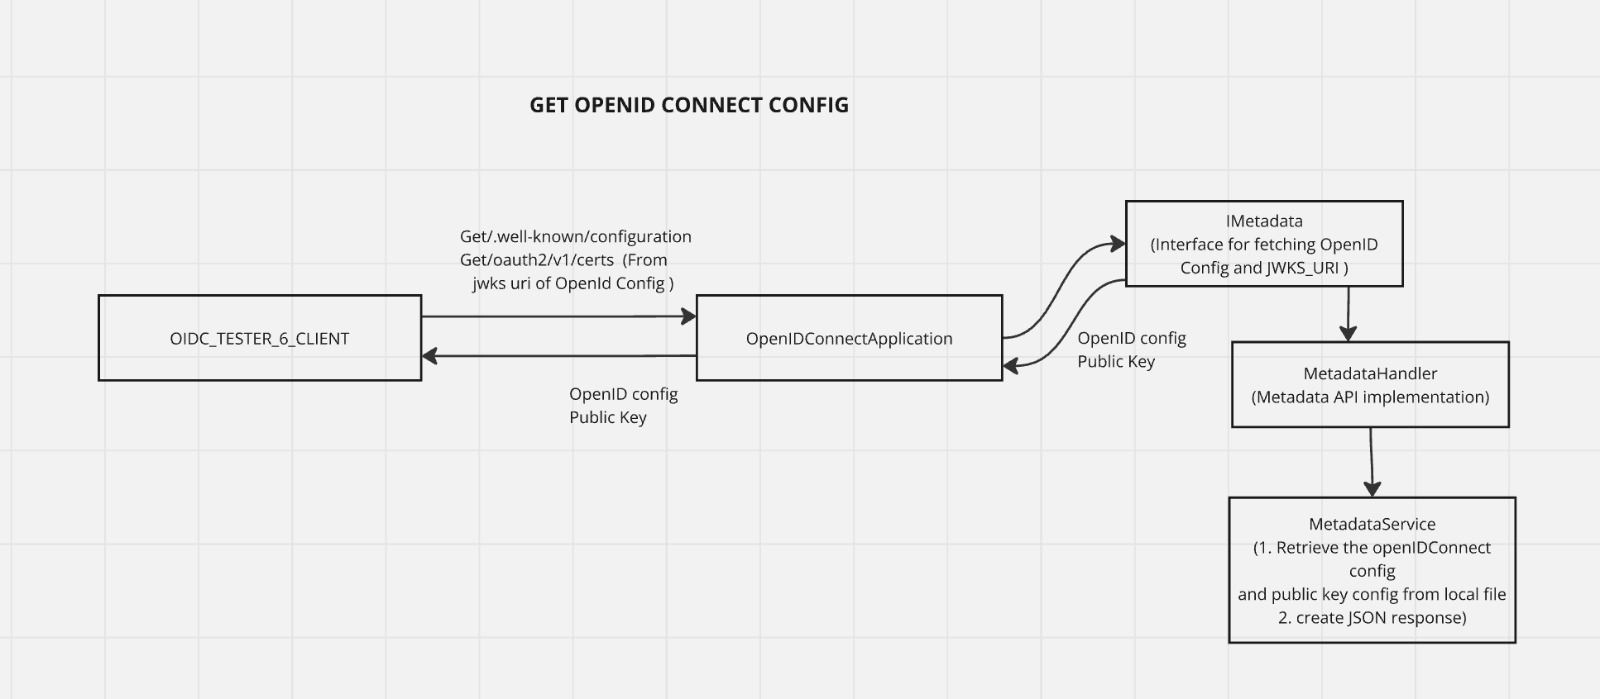 GET OPENID CONNECT CONFIG
Get/.well-known/configuration
Get/oauth2/v1/certs (From
jwks uri of OpenId Config )
OIDC_TESTER_6_CLIENT
OpenIDConnectApplication
OpenID config
Public Key
IMetadata
(Interface for fetching OpenID
Config and JWKS_URI )
OpenID config
Public Key
MetadataHandler
(Metadata API implementation)
MetadataService
(1. Retrieve the openIDConnect
config
and public key config from local file
2. create JSON response)